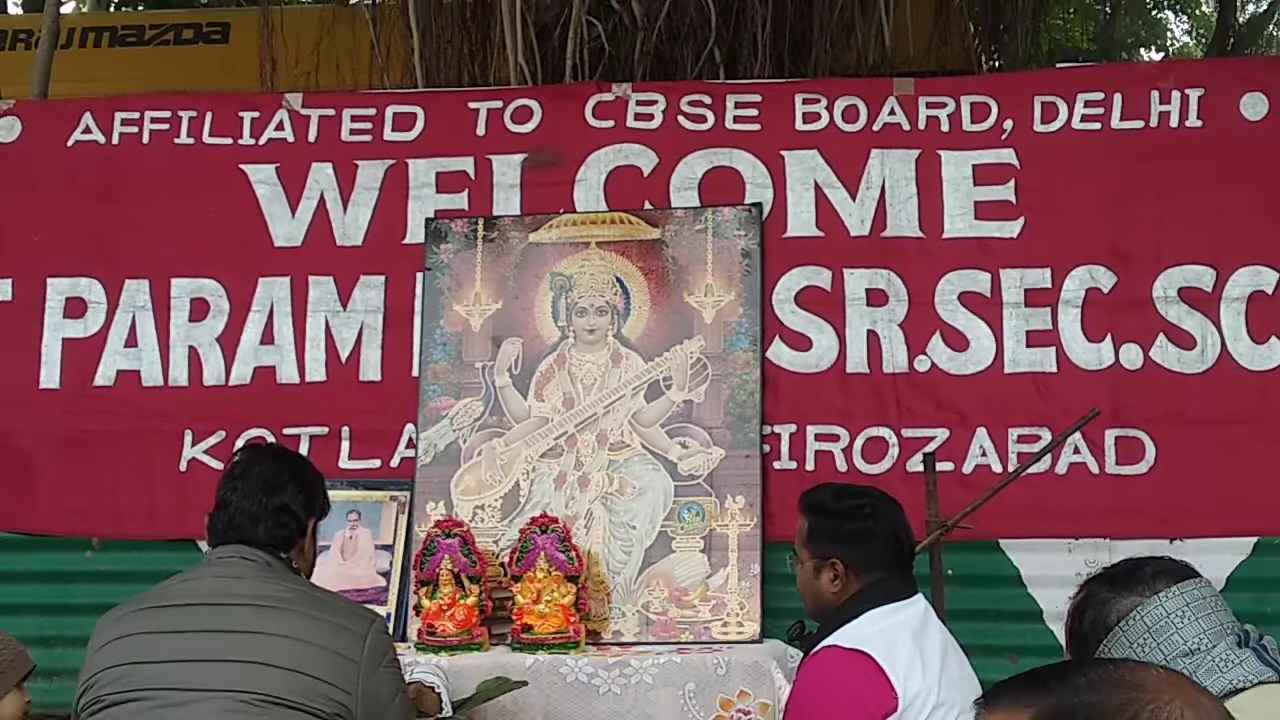 mazda
AFFILIATED TO CBSE BOARD, DELHI
WELCOME
PARAM SR.SEC.SC
KOTLA FIROZABAD